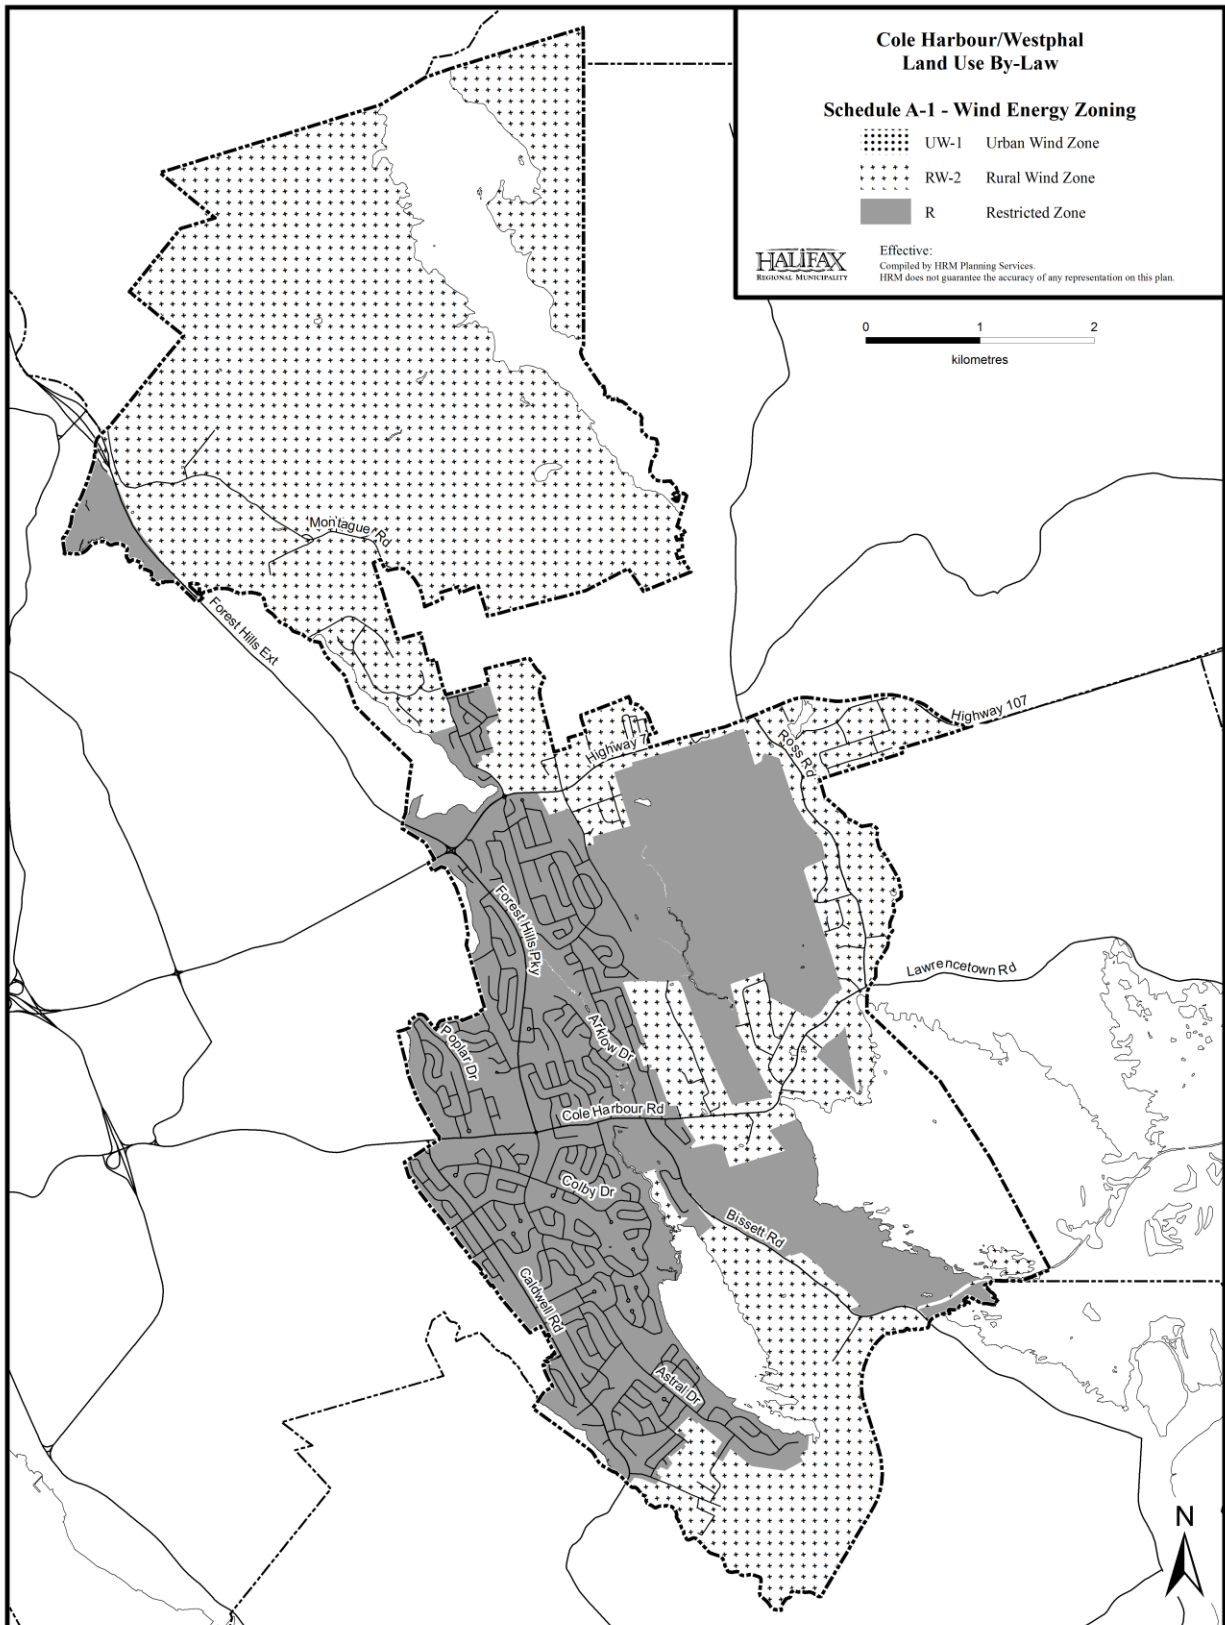 Cole Harbour/Westphal
Land Use By-Law
Schedule A-1 - Wind Energy Zoning
UW-1 Urban Wind Zone
RW-2 Rural Wind Zone
R Restricted Zone
HALIFAX
REGIONAL MUNICIPALITY
Effective:
Compiled by HRM Planning Services.
HRM does not guarantee the accuracy of any representation on this plan.
0 1 2
kilometres
Montague Rd
Forest Hills Ext
Highway 107
Highway 7
Ross Rd
Forest Hills Pky
Lawrencetown Rd
Poplar Dr
Arklow Dr
Cole Harbour Rd
Colby Dr
Bissett Rd
Caldwell Rd
Astral Dr
N